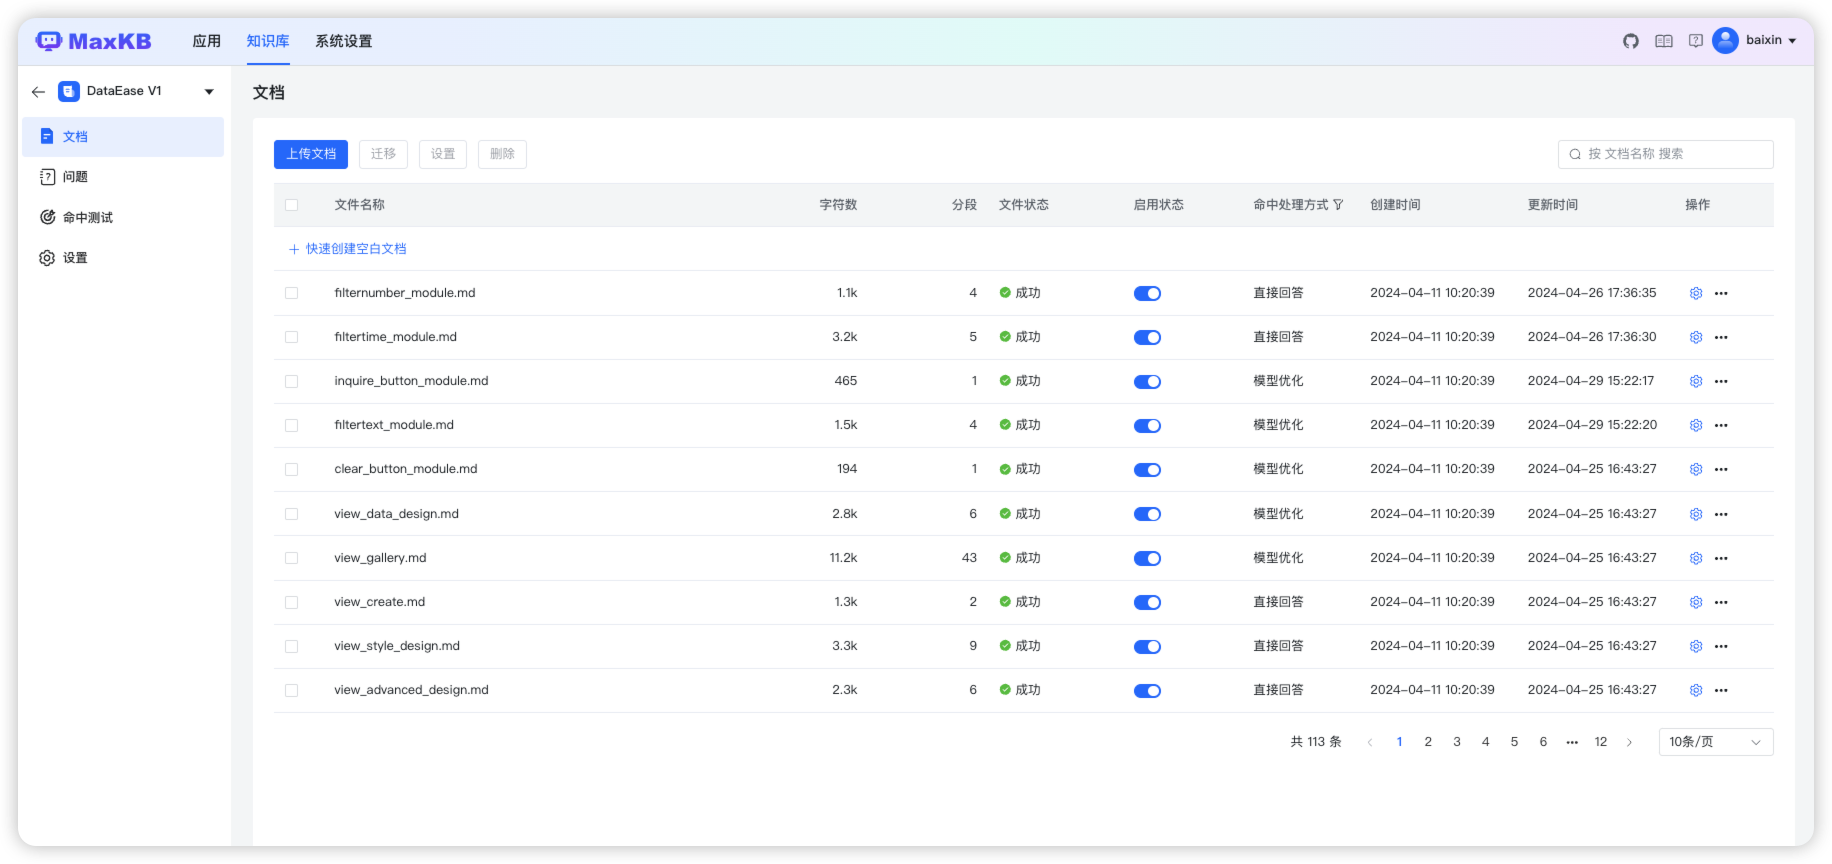 MaxKB 应用 知识库 系统设置 baixin
DataEase V1
文档
问题
命中测试
设置
文档
上传文档 迁移 设置 删除 按 文档名称 搜索
文件名称 字符数 分段 文件状态 启用状态 命中处理方式 创建时间 更新时间 操作
+ 快速创建空白文档
filternumber_module.md 1.1k 4 成功 直接回答 2024-04-11 10:20:39 2024-04-26 17:36:35
filtertime_module.md 3.2k 5 成功 直接回答 2024-04-11 10:20:39 2024-04-26 17:36:30
inquire_button_module.md 465 1 成功 模型优化 2024-04-11 10:20:39 2024-04-29 15:22:17
filtertext_module.md 1.5k 4 成功 模型优化 2024-04-11 10:20:39 2024-04-29 15:22:20
clear_button_module.md 194 1 成功 模型优化 2024-04-11 10:20:39 2024-04-25 16:43:27
view_data_design.md 2.8k 6 成功 模型优化 2024-04-11 10:20:39 2024-04-25 16:43:27
view_gallery.md 11.2k 43 成功 模型优化 2024-04-11 10:20:39 2024-04-25 16:43:27
view_create.md 1.3k 2 成功 直接回答 2024-04-11 10:20:39 2024-04-25 16:43:27
view_style_design.md 3.3k 9 成功 直接回答 2024-04-11 10:20:39 2024-04-25 16:43:27
view_advanced_design.md 2.3k 6 成功 直接回答 2024-04-11 10:20:39 2024-04-25 16:43:27
共 113 条 1 2 3 4 5 6 ••• 12 10条/页